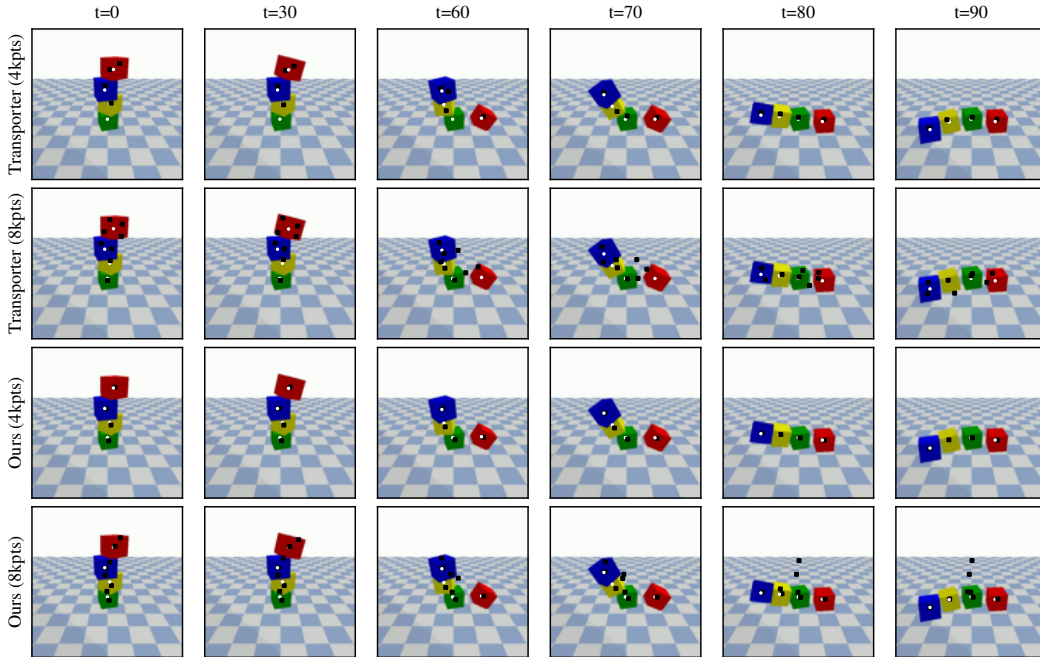 t=0 t=30 t=60 t=70 t=80 t=90
Transporter (4kpts)
Transporter (8kpts)
Ours (4kpts)
Ours (8kpts)